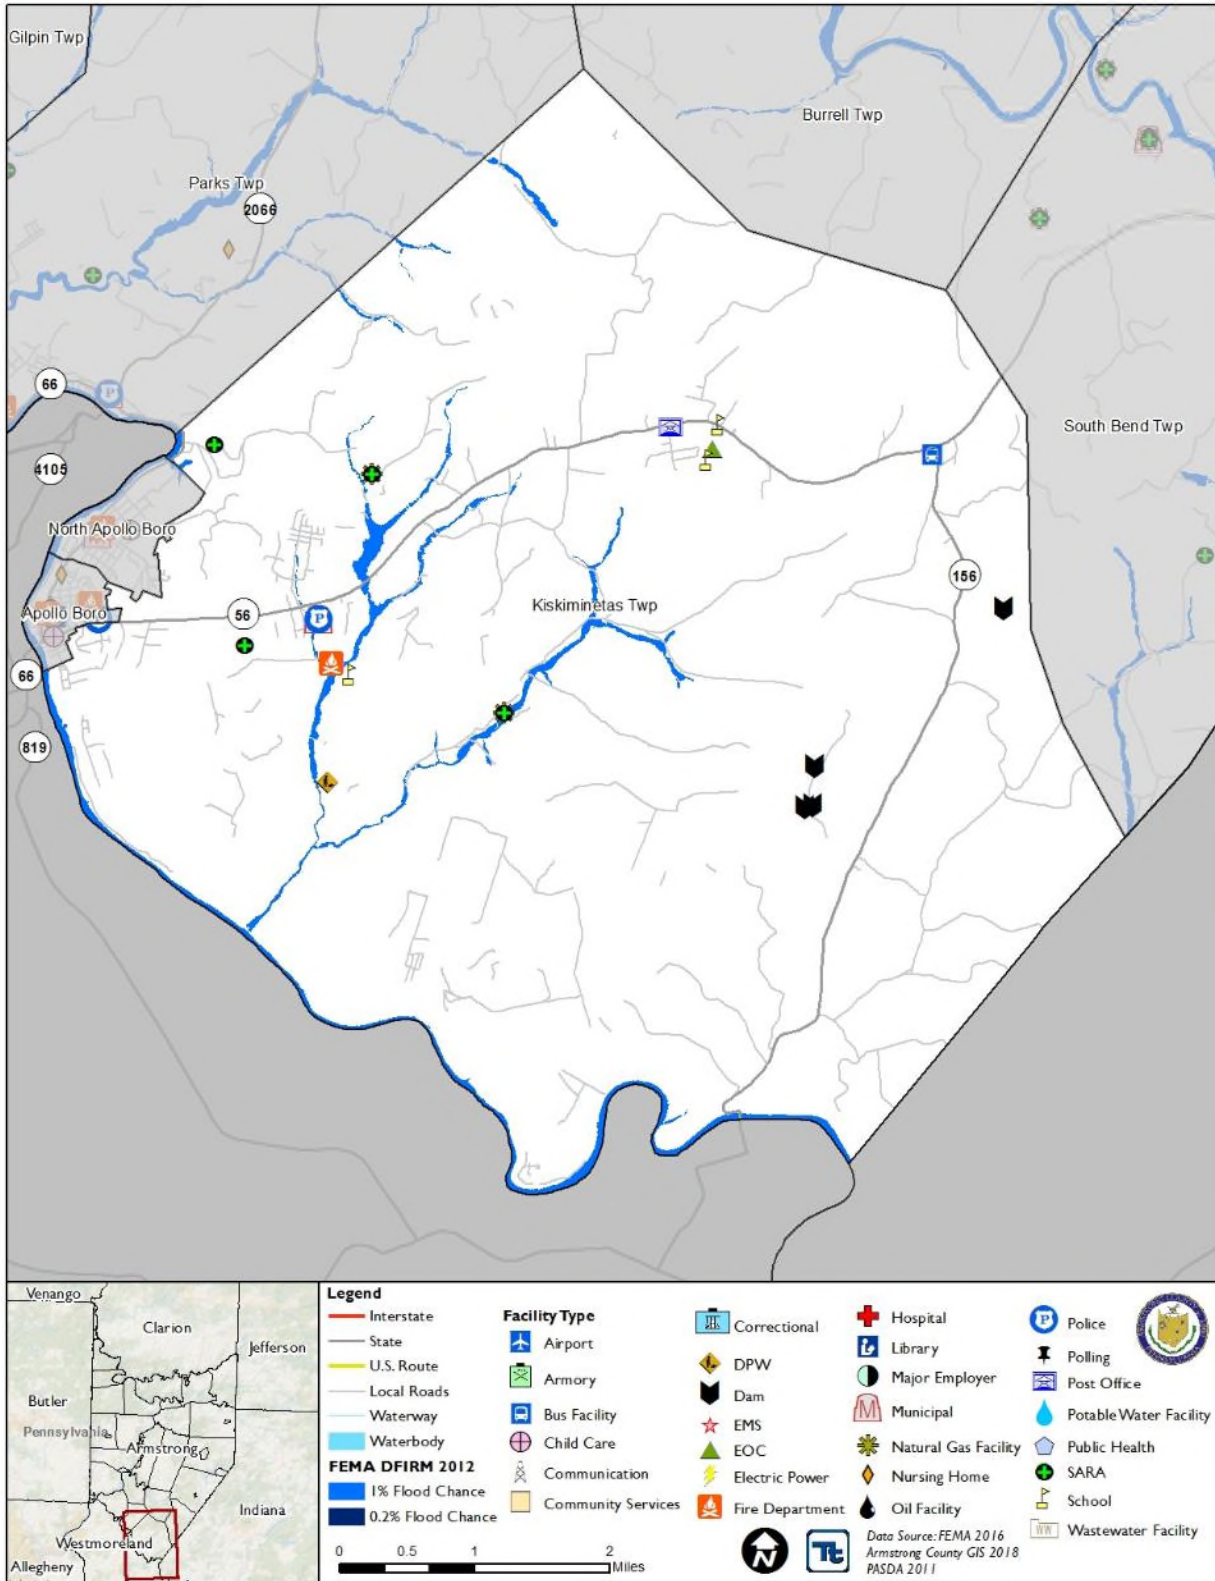 Gilpin Twp
Burrell Twp
Parks Twp
2066
66
South Bend Twp
4105
North Apollo Boro
156
Kiskiminetas Twp
56
Apollo Boro
66
819
Venango
Clarion
Jefferson
Butler
Pennsylvania
Armstrong
Indiana
Westmoreland
Allegheny
Legend
Interstate
State
U.S. Route
Local Roads
Waterway
Waterbody
FEMA DFIRM 2012
1% Flood Chance
0.2% Flood Chance
0 0.5 1 2
Miles
Facility Type
Airport
Armory
Bus Facility
Child Care
Communication
Community Services
Correctional
DPW
Dam
EMS
EOC
Electric Power
Fire Department
Hospital
Library
Major Employer
Municipal
Natural Gas Facility
Nursing Home
Oil Facility
Police
Polling
Post Office
Potable Water Facility
Public Health
SARA
School
Wastewater Facility
N
Tt
Data Source: FEMA 2016
Armstrong County GIS 2018
PASDA 2011